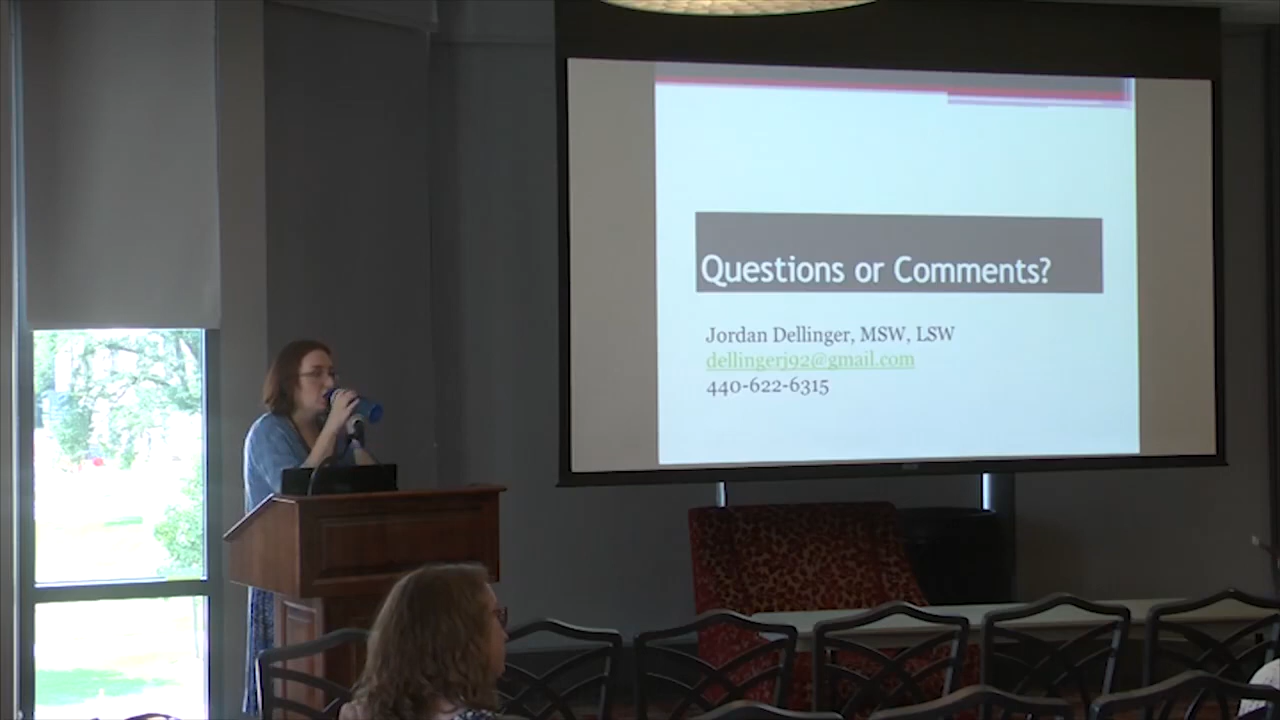 Questions or Comments?
Jordan Dellinger, MSW, LSW
dellingerj92@gmail.com
440-622-6315